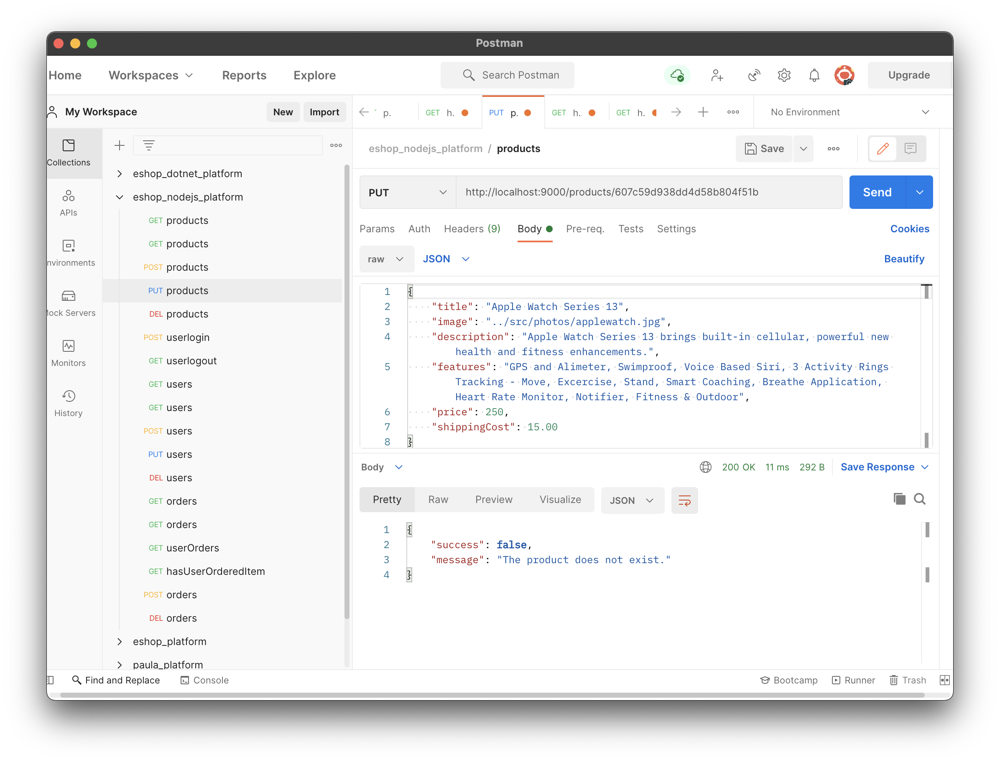 Postman
Home Workspaces Reports Explore Search Postman Upgrade
My Workspace New Import
p. GET h. PUT p. GET h.. GET h. No Environment
Collections
APIs
nvironments
Mock Servers
Monitors
History
eshop_dotnet_platform
eshop_nodejs_platform
GET products
GET products
POST products
PUT products
DEL products
POST userlogin
GET userlogout
GET users
GET users
POST users
PUT users
DEL users
GET orders
GET orders
GET userOrders
GET hasUserOrderedItem
POST orders
DEL orders
eshop_platform
paula_platform
eshop_nodejs_platform / products Save
PUT http://localhost:9000/products/607c59d938dd4d58b804f51b Send
Params Auth Headers (9) Body Pre-req. Tests Settings Cookies
raw JSON Beautify
1 {
2 "title": "Apple Watch Series 13",
3 "image": "../src/photos/applewatch.jpg",
4 "description": "Apple Watch Series 13 brings built-in cellular, powerful new
health and fitness enhancements.",
5 "features": "GPS and Alimeter, Swimproof, Voice Based Siri, 3 Activity Rings
Tracking - Move, Excercise, Stand, Smart Coaching, Breathe Application,
Heart Rate Monitor, Notifier, Fitness & Outdoor",
6 "price": 250,
7 "shippingCost": 15.00
8 }
Body 200 OK 11 ms 292 B Save Response
Pretty Raw Preview Visualize JSON
1 {
2 "success": false,
3 "message": "The product does not exist."
4 }
Find and Replace Console Bootcamp Runner Trash